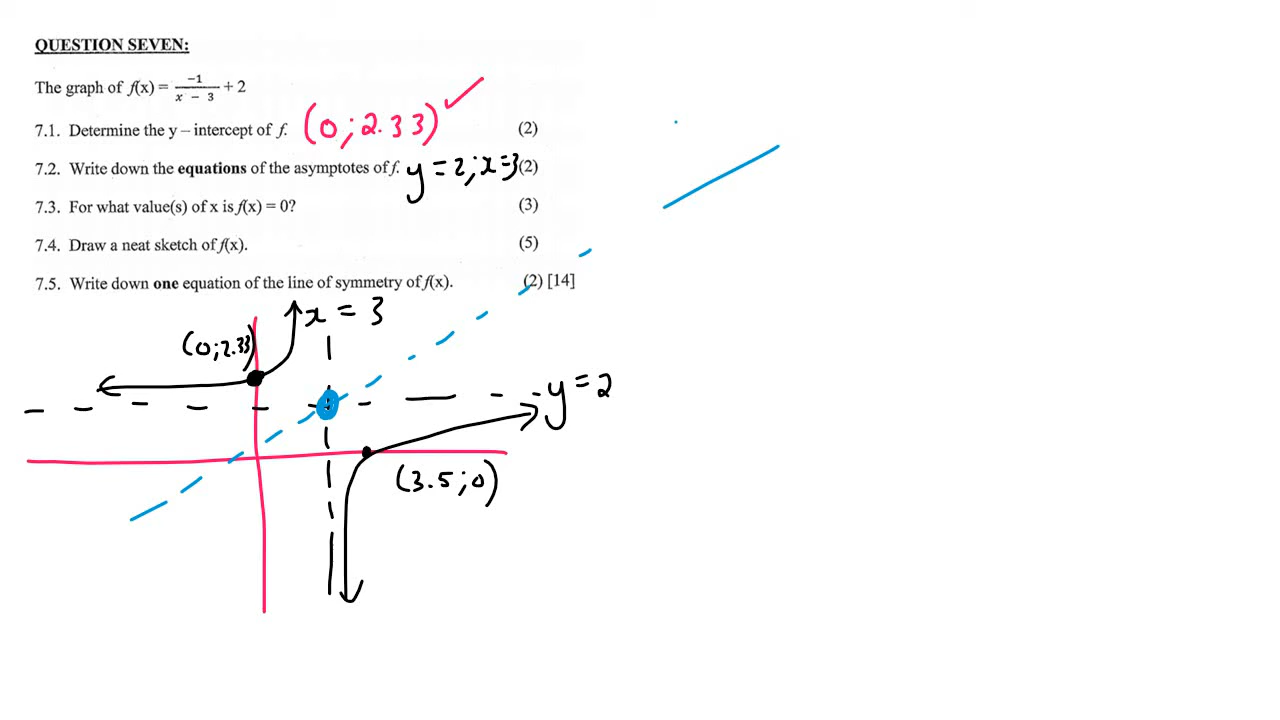 QUESTION SEVEN:
The graph of f(x) = -1/(x - 3) + 2
7.1. Determine the y – intercept of f. (0;2.33) ✓ (2)
7.2. Write down the equations of the asymptotes of f. y = 2; x = 3 (2)
7.3. For what value(s) of x is f(x) = 0? (3)
7.4. Draw a neat sketch of f(x). (5)
7.5. Write down one equation of the line of symmetry of f(x). (2) [14]
x = 3
(0;2.33)
y = 2
(3.5;0)